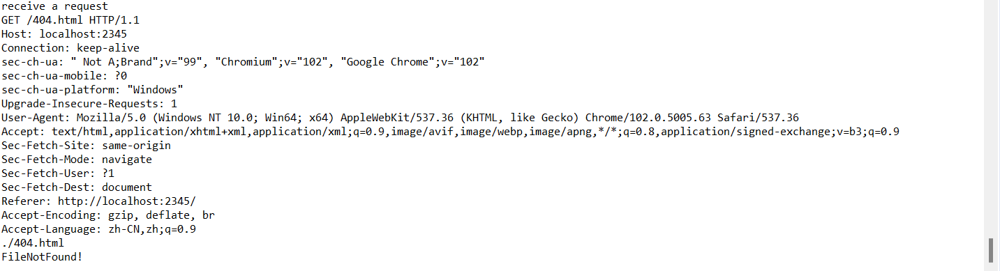 receive a request
GET /404.html HTTP/1.1
Host: localhost:2345
Connection: keep-alive
sec-ch-ua: " Not A;Brand";v="99", "Chromium";v="102", "Google Chrome";v="102"
sec-ch-ua-mobile: ?0
sec-ch-ua-platform: "Windows"
Upgrade-Insecure-Requests: 1
User-Agent: Mozilla/5.0 (Windows NT 10.0; Win64; x64) AppleWebKit/537.36 (KHTML, like Gecko) Chrome/102.0.5005.63 Safari/537.36
Accept: text/html,application/xhtml+xml,application/xml;q=0.9,image/avif,image/webp,image/apng,*/*;q=0.8,application/signed-exchange;v=b3;q=0.9
Sec-Fetch-Site: same-origin
Sec-Fetch-Mode: navigate
Sec-Fetch-User: ?1
Sec-Fetch-Dest: document
Referer: http://localhost:2345/
Accept-Encoding: gzip, deflate, br
Accept-Language: zh-CN,zh;q=0.9
./404.html
FileNotFound!